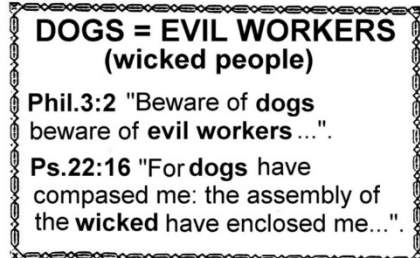 DOGS = EVIL WORKERS
(wicked people)
Phil.3:2 "Beware of dogs
beware of evil workers ...".
Ps.22:16 "For dogs have
compased me: the assembly of
the wicked have enclosed me...".